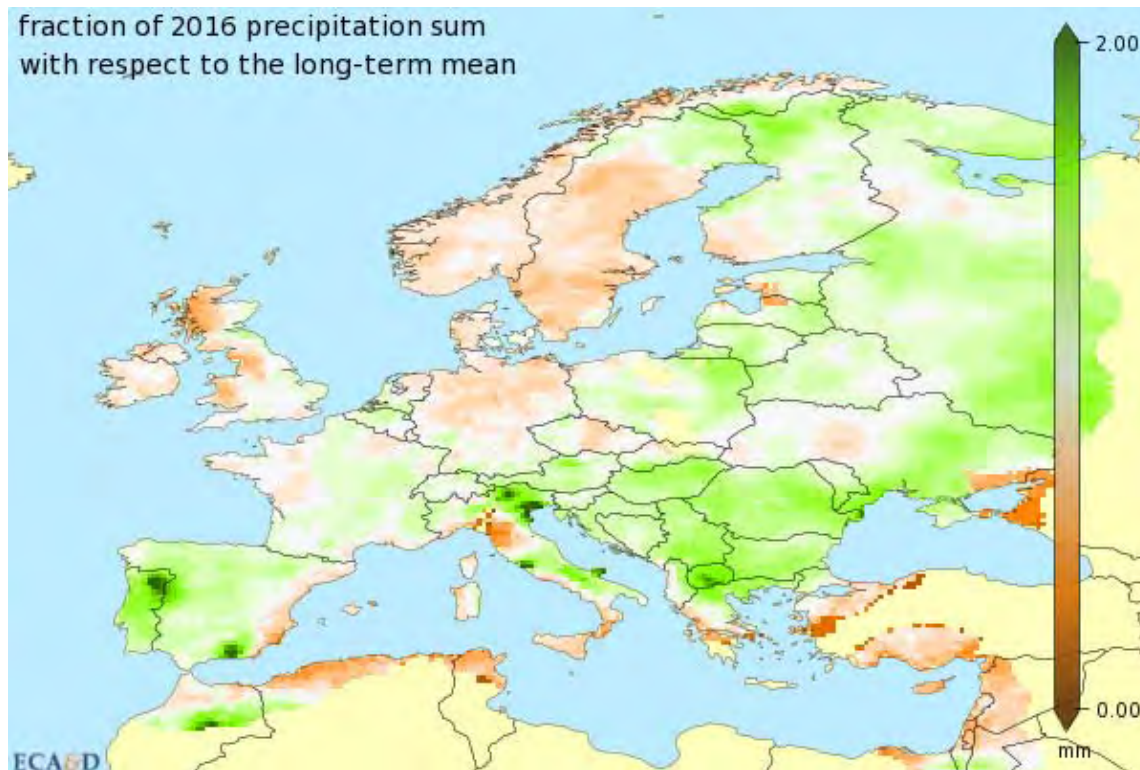 fraction of 2016 precipitation sum
with respect to the long-term mean
2.00
0.00
mm
ECA&D